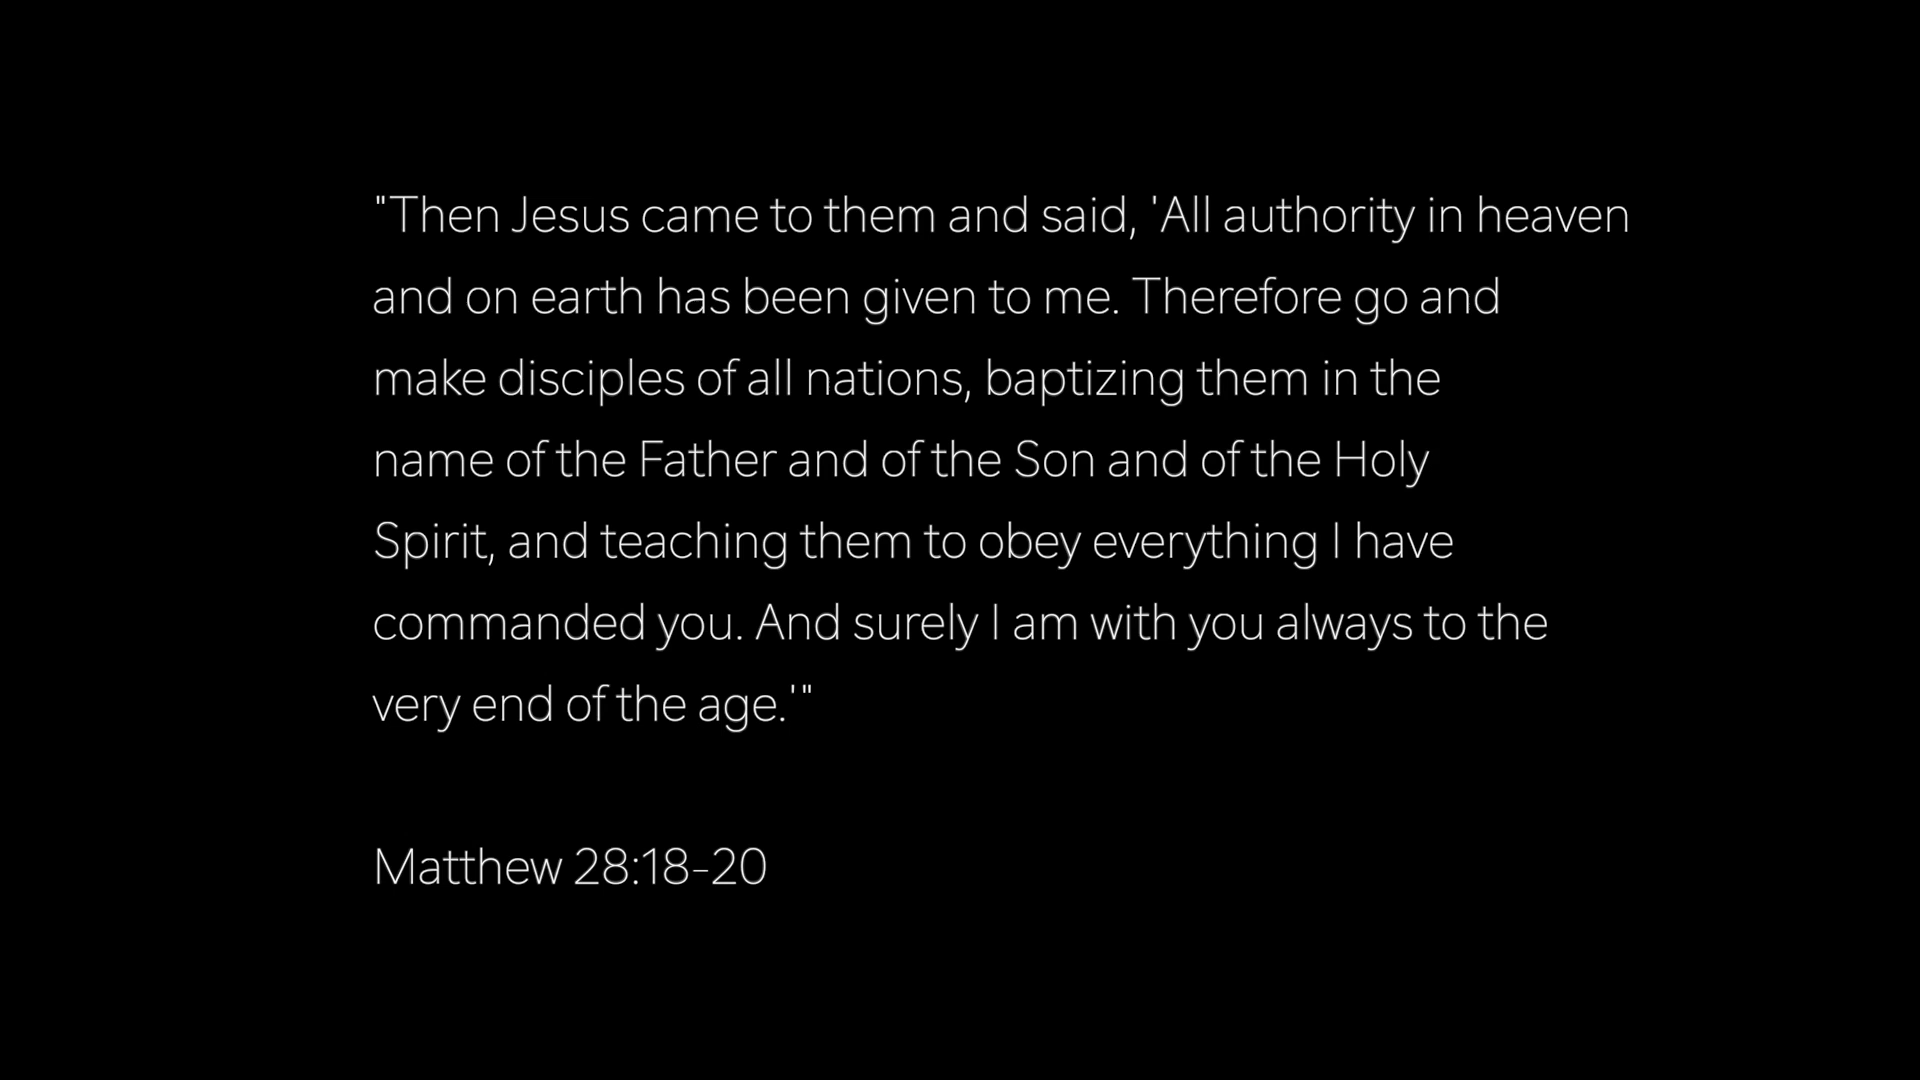 "Then Jesus came to them and said, 'All authority in heaven
and on earth has been given to me. Therefore go and
make disciples of all nations, baptizing them in the
name of the Father and of the Son and of the Holy
Spirit, and teaching them to obey everything I have
commanded you. And surely I am with you always to the
very end of the age.'"
Matthew 28:18-20